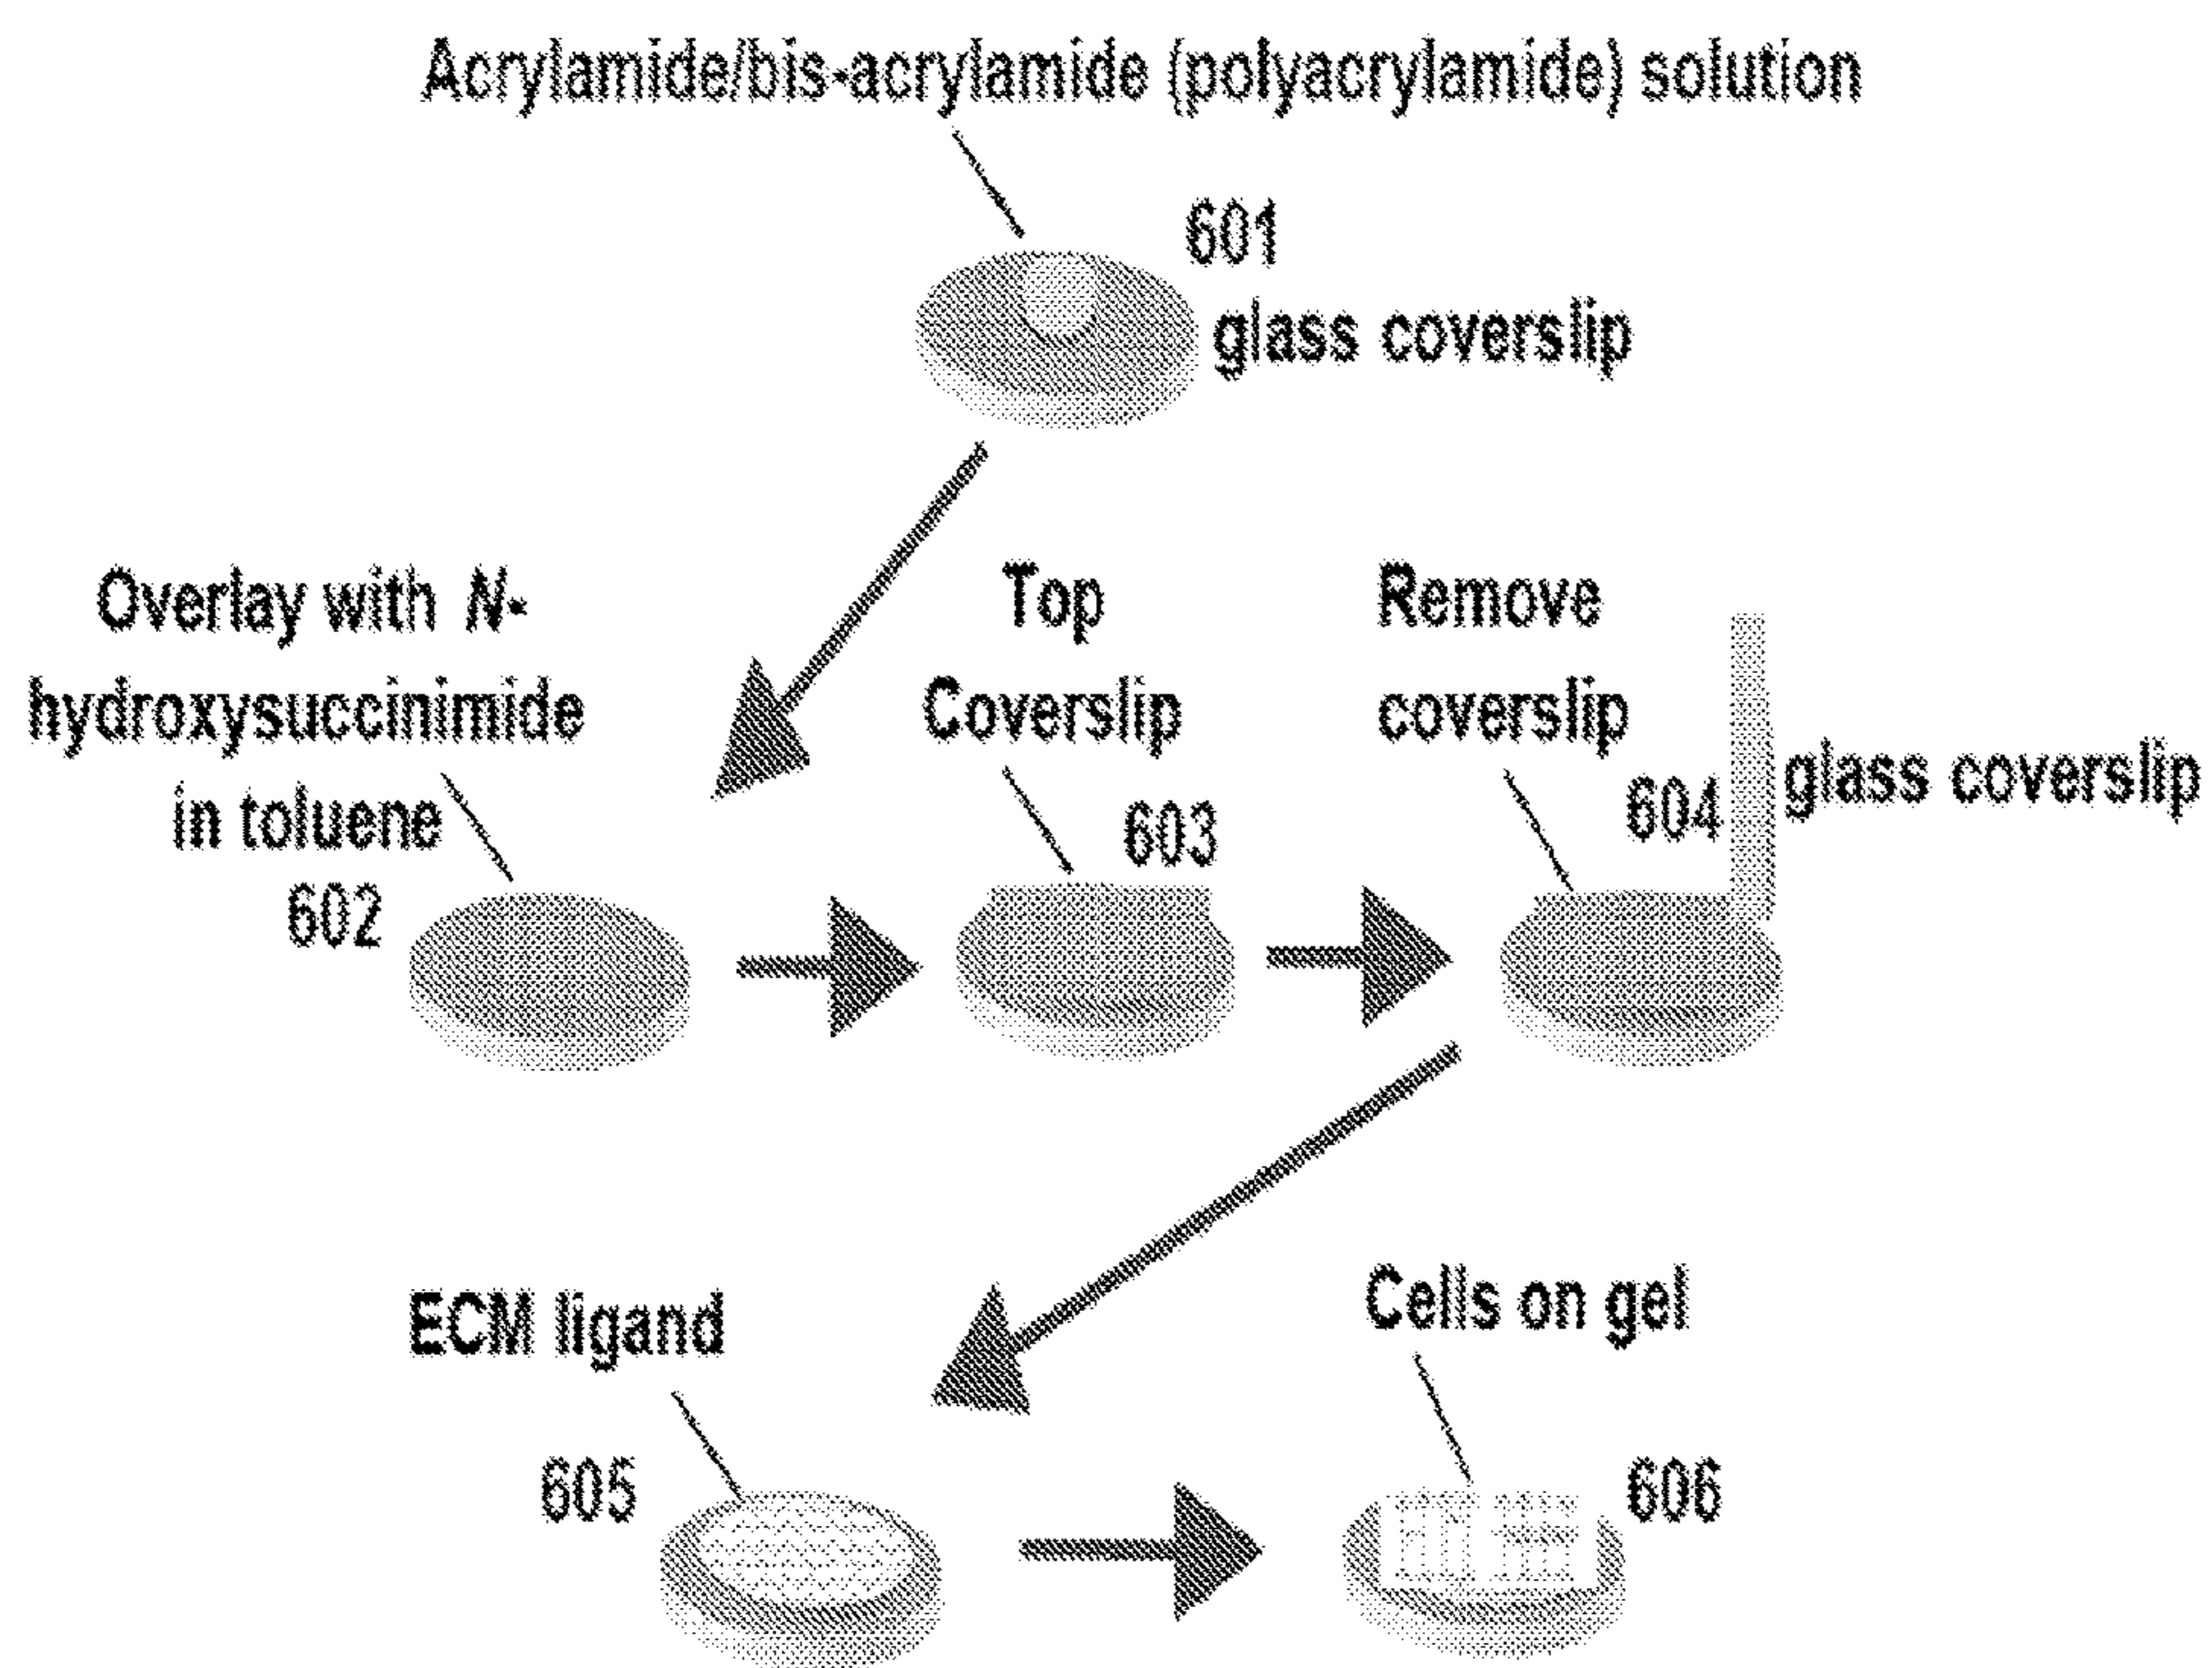 Acrylamide/bis-acrylamide (polyacrylamide) solution
601
glass coverslip
Overlay with N-
hydroxysuccinimide
in toluene
602
Top
Coverslip
603
Remove
coverslip
604
glass coverslip
ECM ligand
605
Cells on gel
606